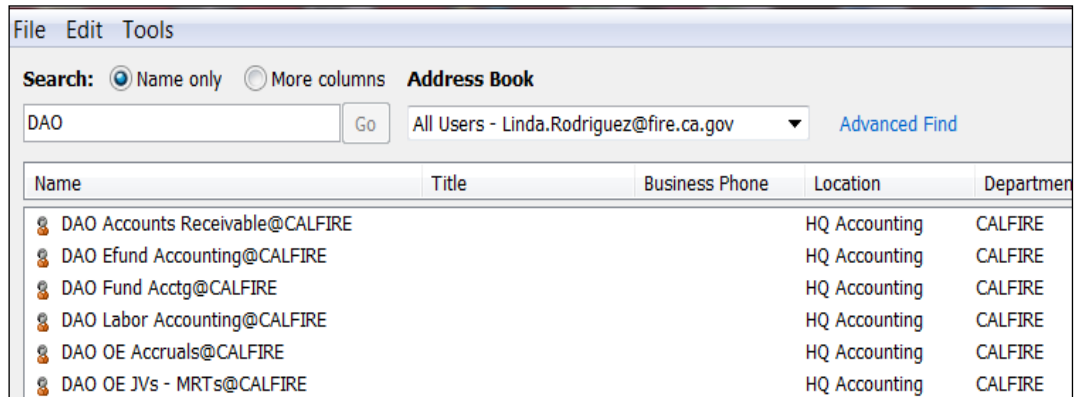 File Edit Tools
Search: Name only More columns Address Book
DAO Go All Users - Linda.Rodriguez@fire.ca.gov Advanced Find
Name Title Business Phone Location Departmen
DAO Accounts Receivable@CALFIRE HQ Accounting CALFIRE
DAO Efund Accounting@CALFIRE HQ Accounting CALFIRE
DAO Fund Acctg@CALFIRE HQ Accounting CALFIRE
DAO Labor Accounting@CALFIRE HQ Accounting CALFIRE
DAO OE Accruals@CALFIRE HQ Accounting CALFIRE
DAO OE JVs - MRTs@CALFIRE HQ Accounting CALFIRE